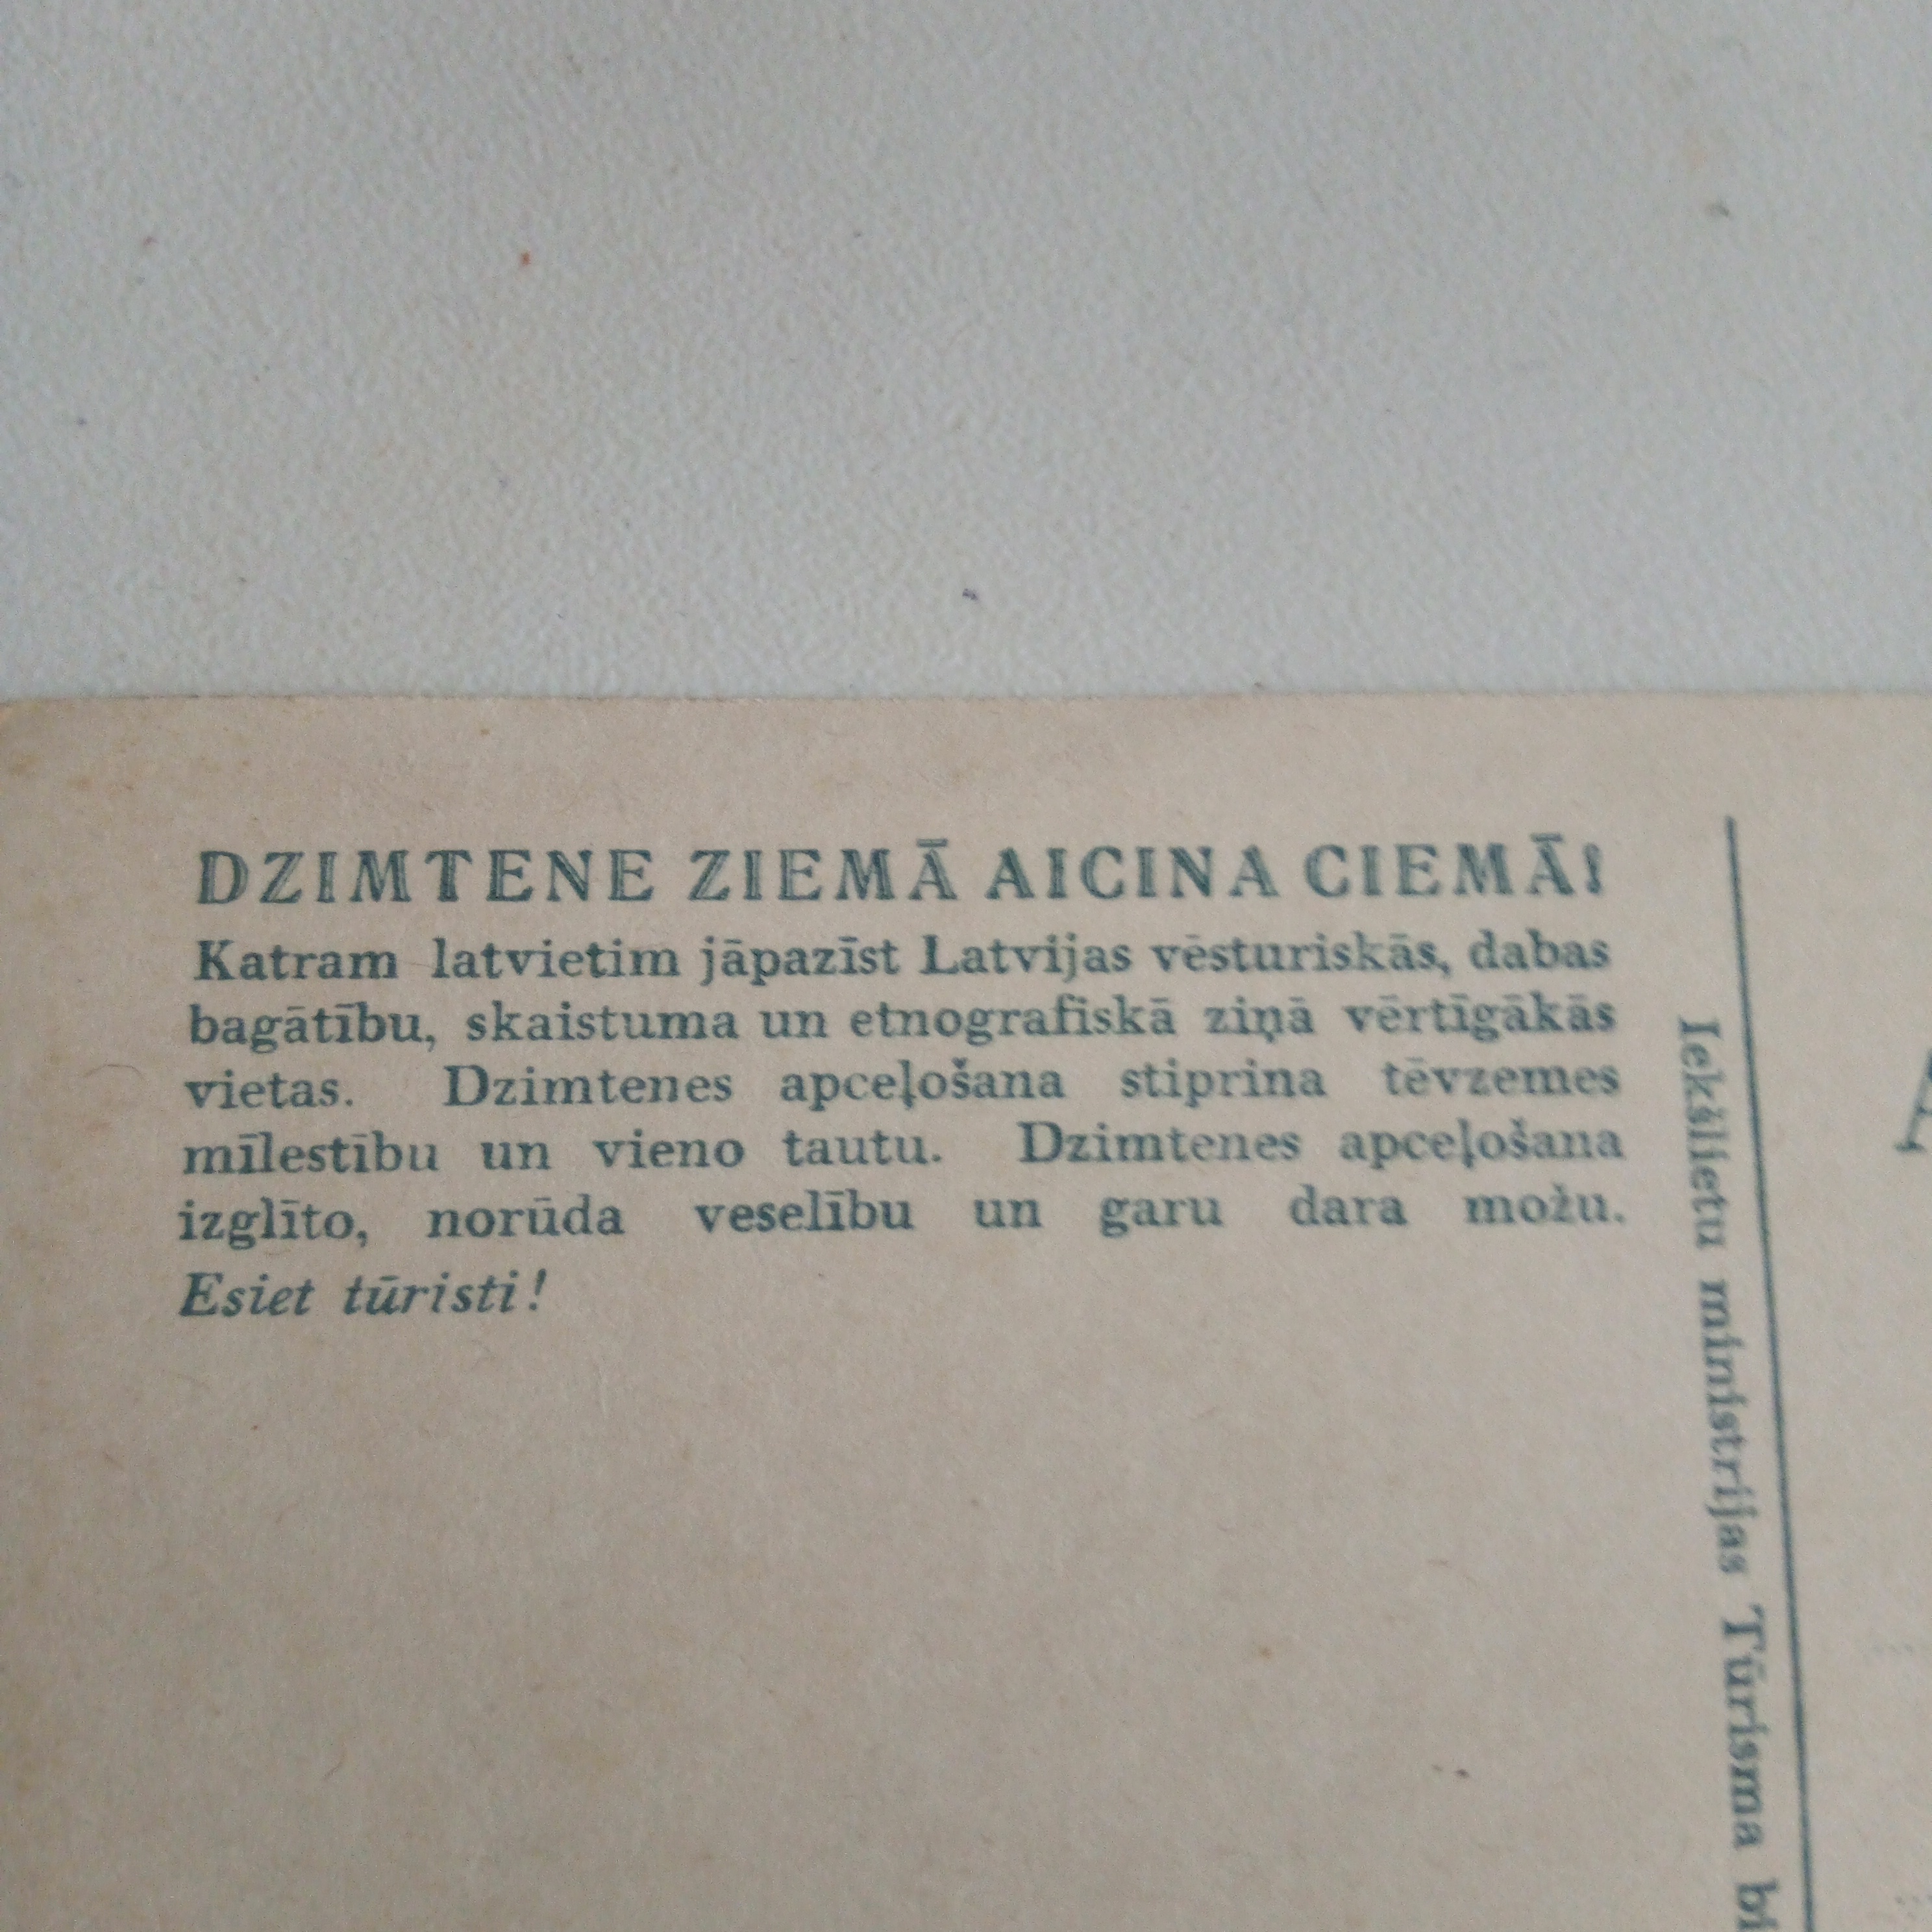 DZIMTENE ZIEMĀ AICINA CIEMĀ!
Katram latvietim jāpazīst Latvijas vēsturiskās, dabas
bagātību, skaistuma un etnografiskā ziņā vērtīgākās
vietas. Dzimtenes apceļošana stiprina tēvzemes
mīlestību un vieno tautu. Dzimtenes apceļošana
izglīto, norūda veselību un garu dara možu.
Esiet tūristi!
Iekšlietu ministrijas Tūrisma